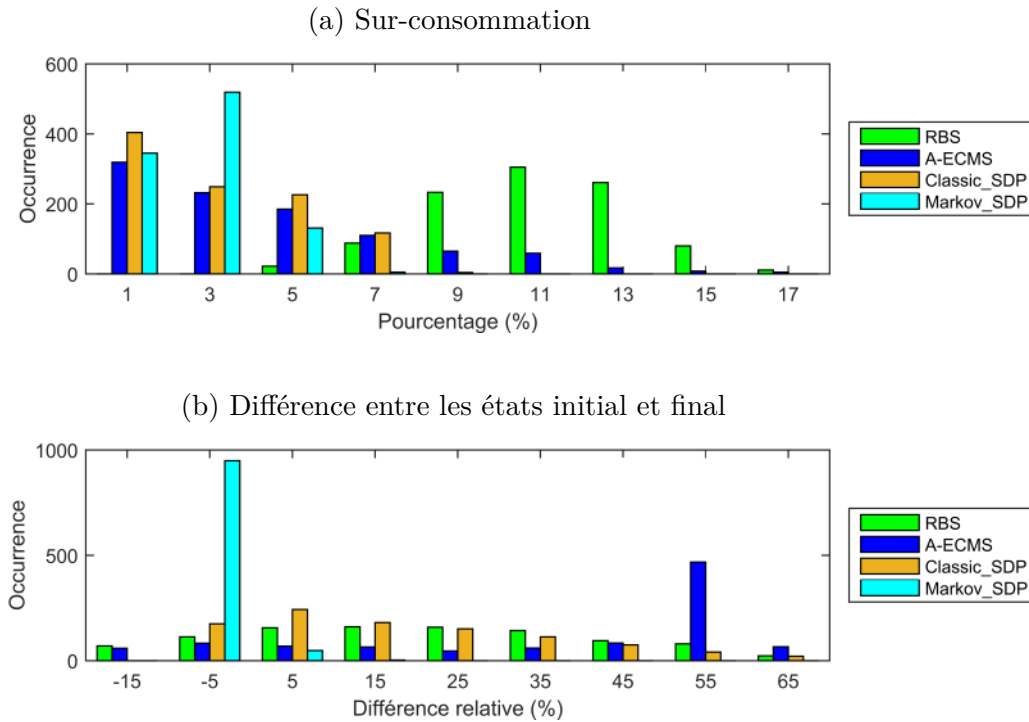 (a) Sur-consommation
600
400
200
0
Occurrence
1 3 5 7 9 11 13 15 17
Pourcentage (%)
RBS
A-ECMS
Classic_SDP
Markov_SDP
(b) Différence entre les états initial et final
1000
500
0
Occurrence
-15 -5 5 15 25 35 45 55 65
Différence relative (%)
RBS
A-ECMS
Classic_SDP
Markov_SDP